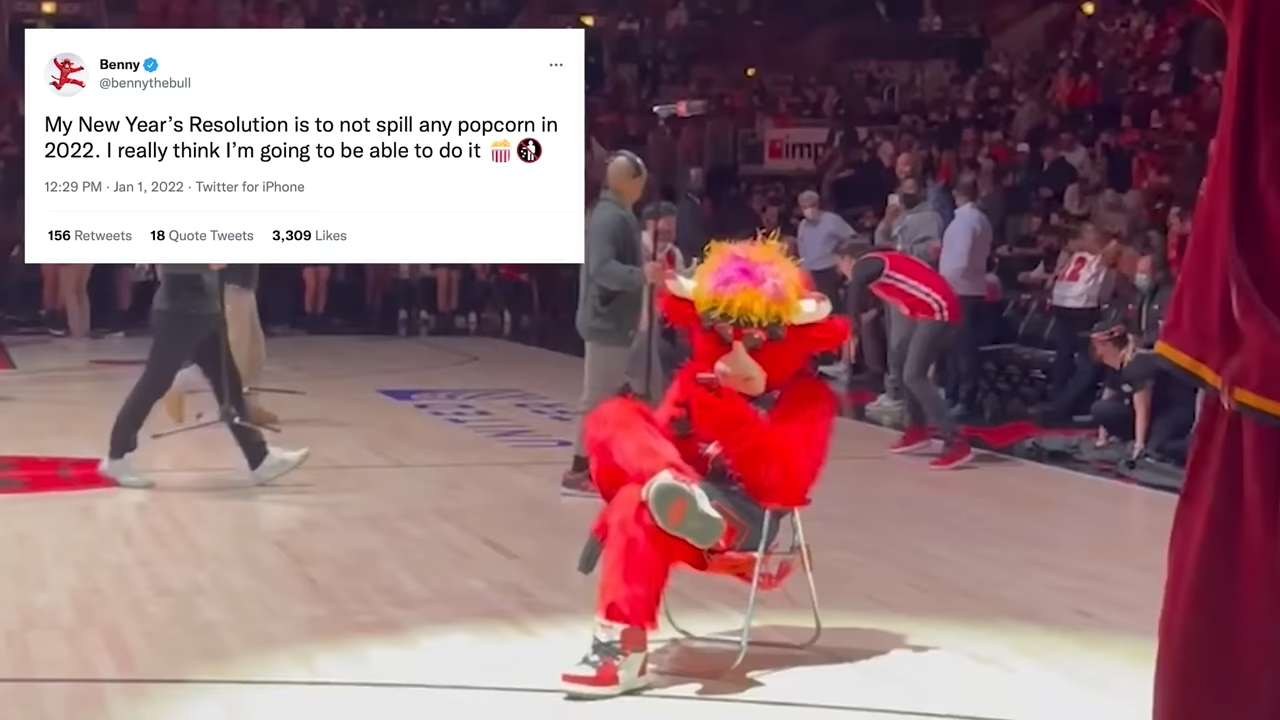 Benny
@bennythebull
My New Year’s Resolution is to not spill any popcorn in
2022. I really think I’m going to be able to do it
12:29 PM · Jan 1, 2022 · Twitter for iPhone
156 Retweets 18 Quote Tweets 3,309 Likes
imp
2